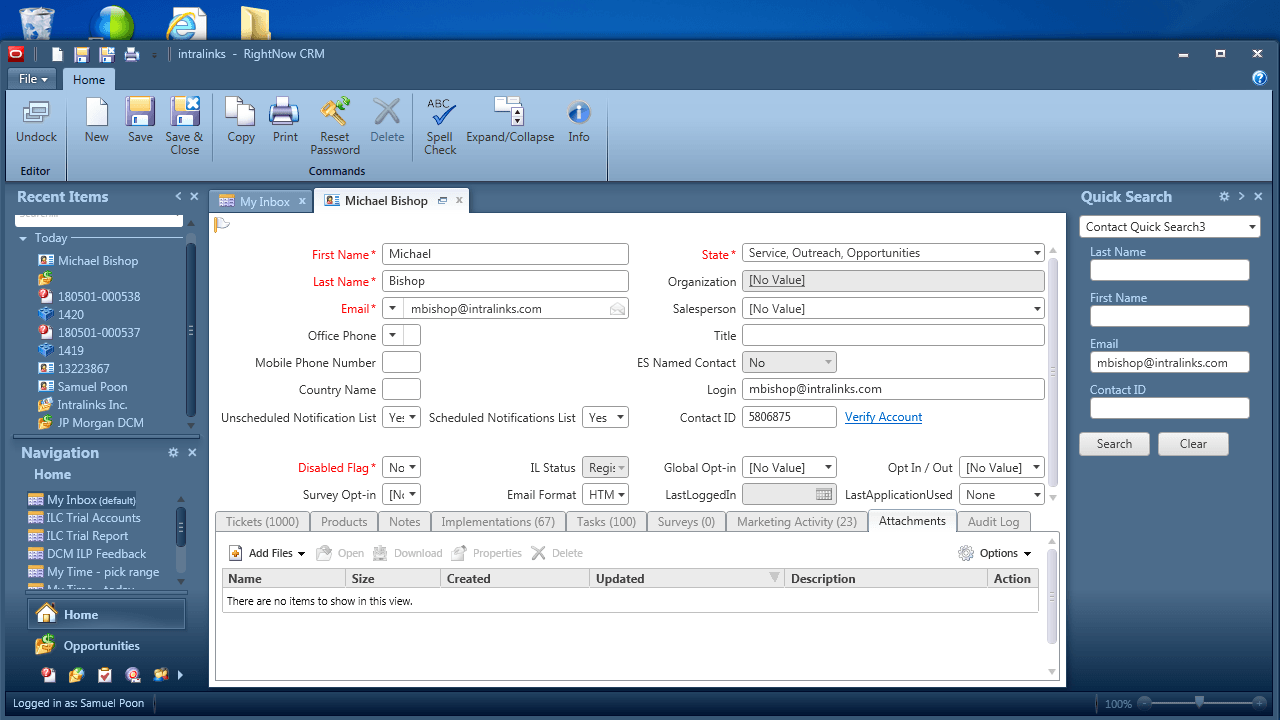 intralinks - RightNow CRM
File
Home
Undock
New
Save
Save & Close
Copy
Print
Reset Password
Delete
ABC
Spell Check
Expand/Collapse
Info
Editor
Commands
Recent Items
Today
Michael Bishop
180501-000538
1420
180501-000537
1419
13223867
Samuel Poon
Intralinks Inc.
JP Morgan DCM
Navigation
Home
My Inbox (default)
ILC Trial Accounts
ILC Trial Report
DCM ILP Feedback
My Time - pick range
My Time - today
Home
Opportunities
My Inbox
Michael Bishop
First Name* Michael
State* Service, Outreach, Opportunities
Last Name* Bishop
Organization [No Value]
Email* mbishop@intralinks.com
Salesperson [No Value]
Office Phone
Title
Mobile Phone Number
ES Named Contact No
Country Name
Login mbishop@intralinks.com
Unscheduled Notification List Yes
Scheduled Notifications List Yes
Contact ID 5806875 Verify Account
Disabled Flag* No
IL Status Regis
Global Opt-in [No Value]
Opt In / Out [No Value]
Survey Opt-in [No
Email Format HTM
LastLoggedIn
LastApplicationUsed None
Tickets (1000) Products Notes Implementations (67) Tasks (100) Surveys (0) Marketing Activity (23) Attachments Audit Log
Add Files Open Download Properties Delete Options
Name Size Created Updated Description Action
There are no items to show in this view.
Quick Search
Contact Quick Search3
Last Name
First Name
Email
mbishop@intralinks.com
Contact ID
Search Clear
Logged in as: Samuel Poon
100%